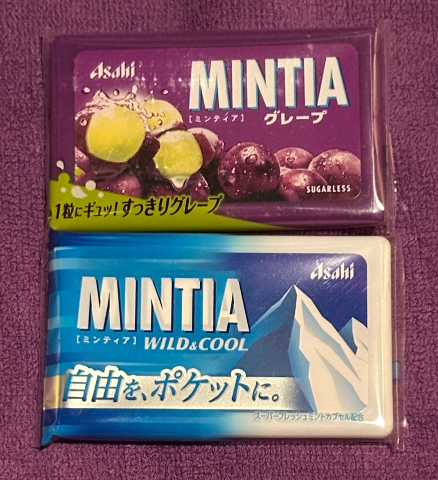 Asahi
MINTIA
[ミンティア]
グレープ
SUGARLESS
1粒にギュッ!すっきりグレープ
Asahi
MINTIA
[ミンティア]
WILD&COOL
自由を、ポケットに。
スーパーフレッシュミントカプセル配合